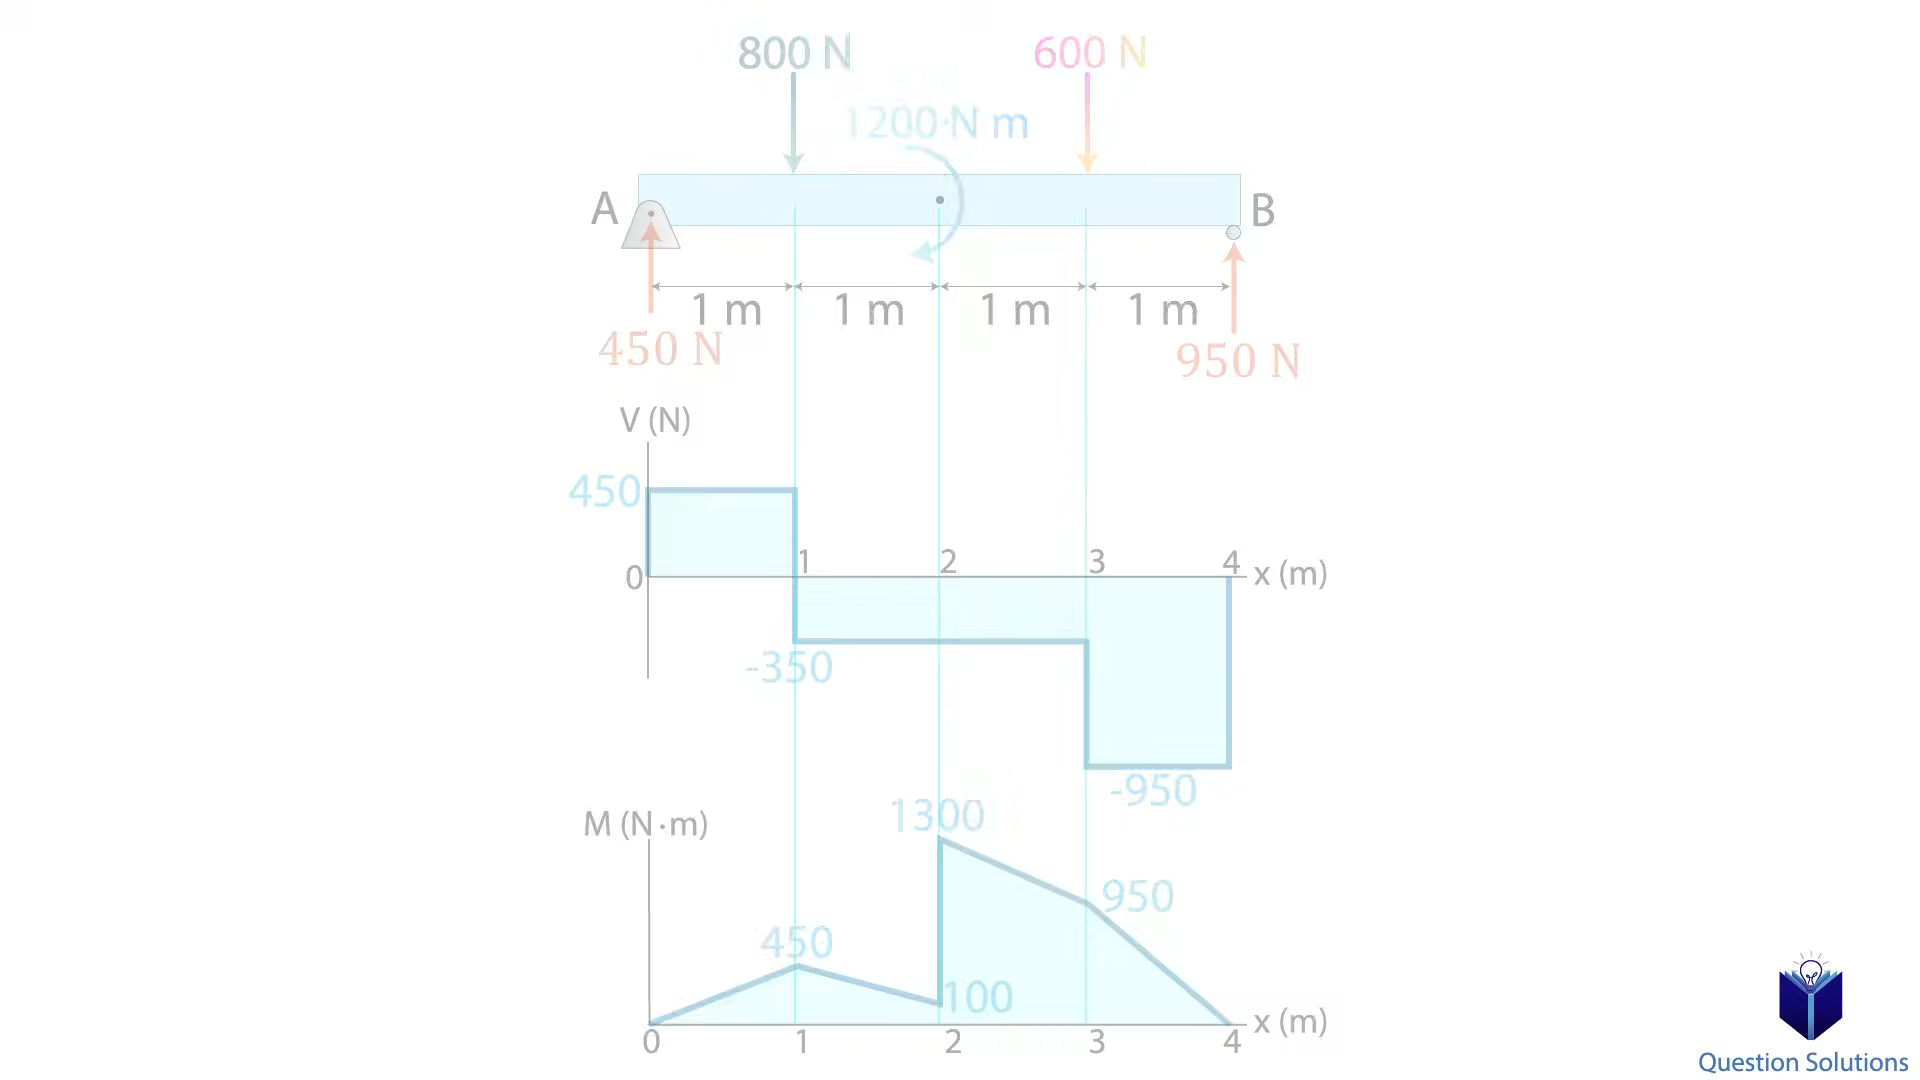 800 N
600 N
1200·N m
A
B
1 m
1 m
1 m
1 m
450 N
950 N
V (N)
450
0
1
2
3
4
x (m)
-350
-950
M (N·m)
1300
950
450
100
x (m)
0
1
2
3
4
Question Solutions